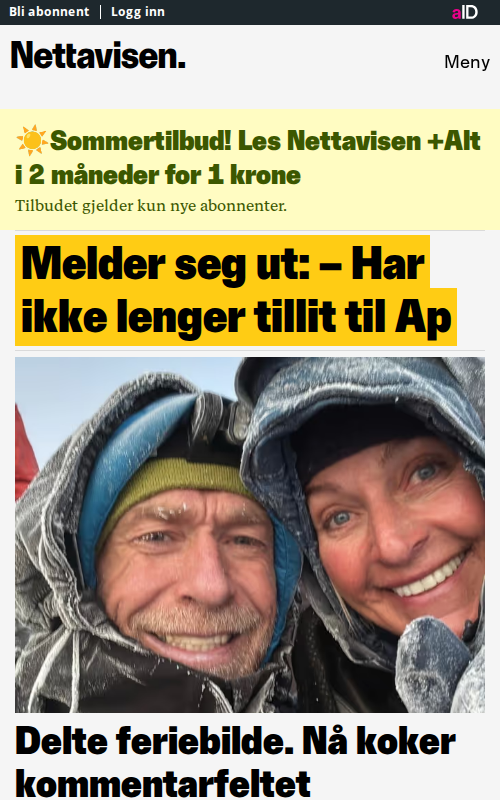 Bli abonnent | Logg inn
aID
Nettavisen.
Meny
☀️Sommertilbud! Les Nettavisen +Alt
i 2 måneder for 1 krone
Tilbudet gjelder kun nye abonnenter.
Melder seg ut: – Har
ikke lenger tillit til Ap
Delte feriebilde. Nå koker
kommentarfeltet